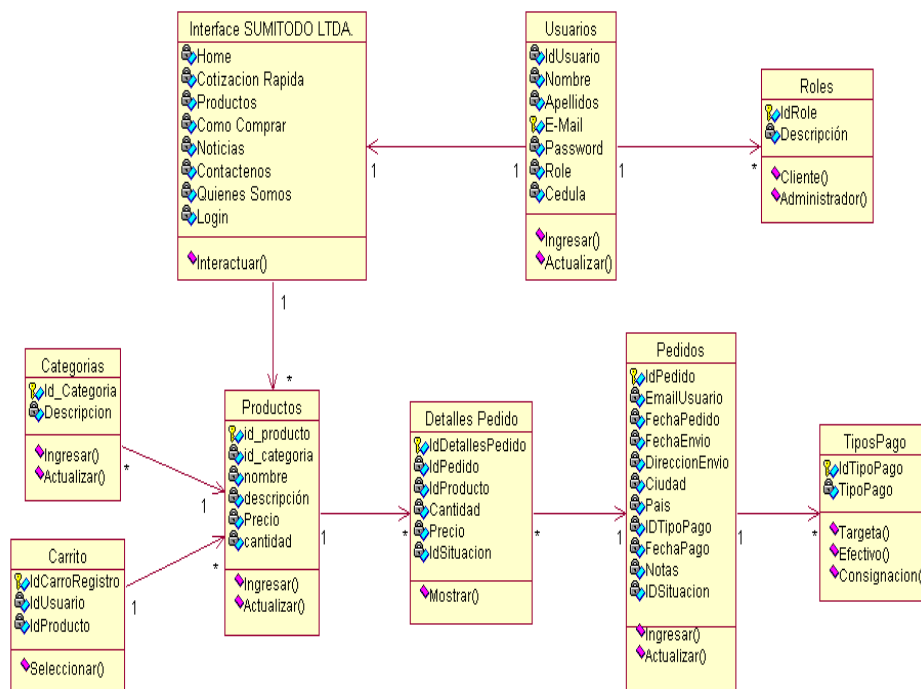 Interface SUMITODO LTDA.
Home
Cotizacion Rapida
Productos
Como Comprar
Noticias
Contactenos
Quienes Somos
Login
Interactuar()
Usuarios
IdUsuario
Nombre
Apellidos
E-Mail
Password
Role
Cedula
Ingresar()
Actualizar()
Roles
IdRole
Descripción
Cliente()
Administrador()
1
1
1
*
1
*
Categorias
Id_Categoria
Descripcion
Ingresar()
Actualizar()
*
1
Carrito
IdCarroRegistro
IdUsuario
IdProducto
Seleccionar()
1
*
Productos
id_producto
id_categoria
nombre
descripción
Precio
cantidad
Ingresar()
Actualizar()
1
*
Detalles Pedido
IdDetallesPedido
IdPedido
IdProducto
Cantidad
Precio
IdSituacion
Mostrar()
*
1
Pedidos
IdPedido
EmailUsuario
FechaPedido
FechaEnvio
DireccionEnvio
Ciudad
Pais
IDTipoPago
FechaPago
Notas
IDSituacion
Ingresar()
Actualizar()
1
*
TiposPago
IdTipoPago
TipoPago
Targeta()
Efectivo()
Consignacion()